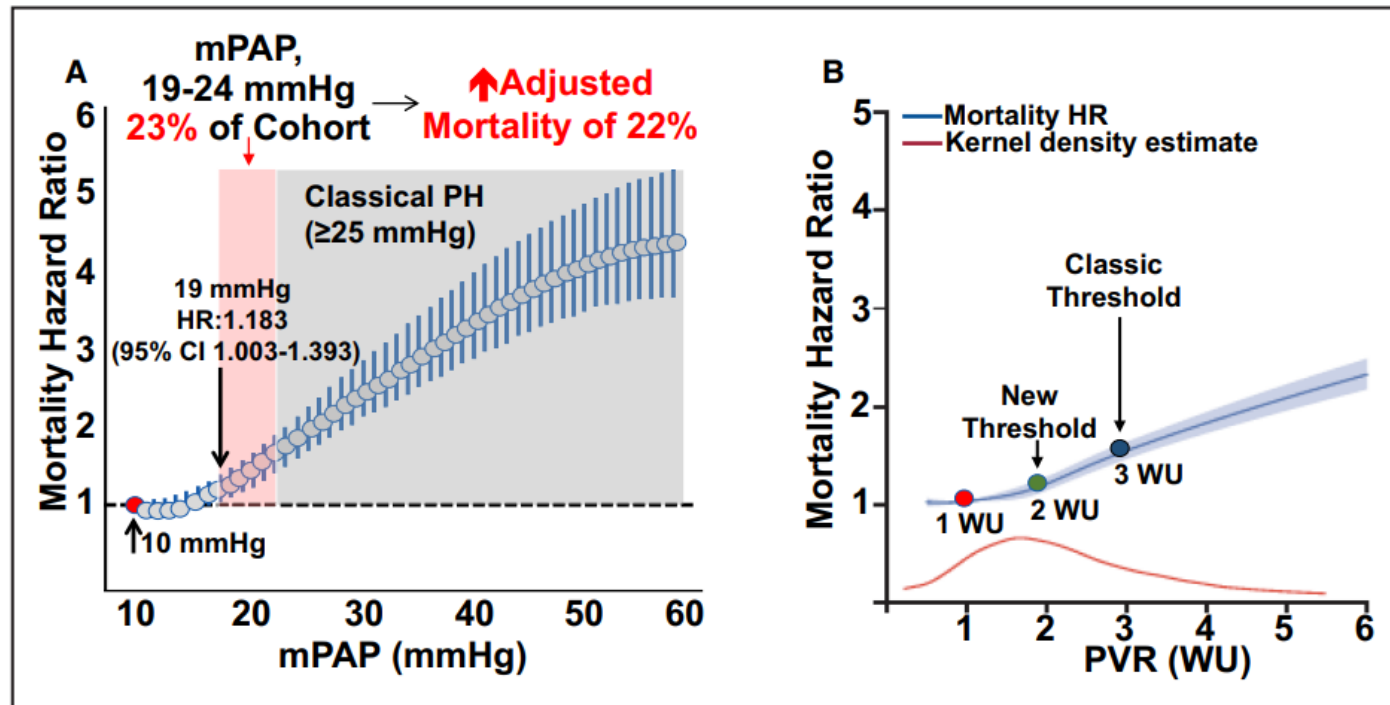 A
mPAP,
19-24 mmHg
23% of Cohort
Adjusted
Mortality of 22%
Mortality Hazard Ratio
6
5
4
3
2
1
Classical PH
(≥25 mmHg)
19 mmHg
HR:1.183
(95% CI 1.003-1.393)
10 mmHg
10 20 30 40 50 60
mPAP (mmHg)
B
Mortality HR
Kernel density estimate
Mortality Hazard Ratio
5
4
3
2
1
Classic
Threshold
New
Threshold
1 WU
2 WU
3 WU
1 2 3 4 5 6
PVR (WU)